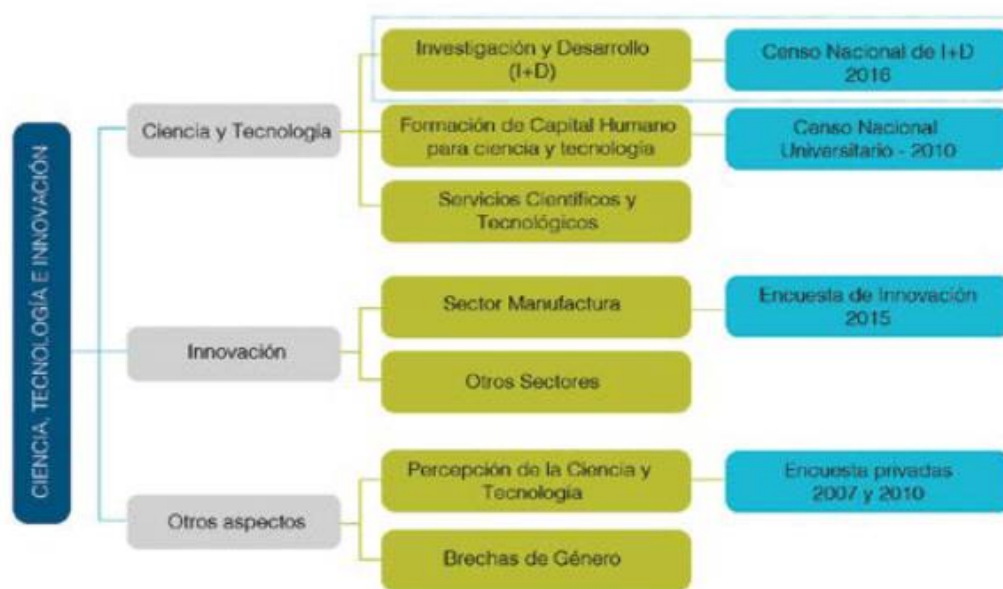 CIENCIA, TECNOLOGÍA E INNOVACIÓN
Ciencia y Tecnología
Investigación y Desarrollo
(I+D)
Censo Nacional de I+D
2016
Formación de Capital Humano
para ciencia y tecnología
Censo Nacional
Universitario - 2010
Servicios Científicos y
Tecnológicos
Innovación
Sector Manufactura
Encuesta de Innovación
2015
Otros Sectores
Otros aspectos
Percepción de la Ciencia y
Tecnología
Encuesta privadas
2007 y 2010
Brechas de Género